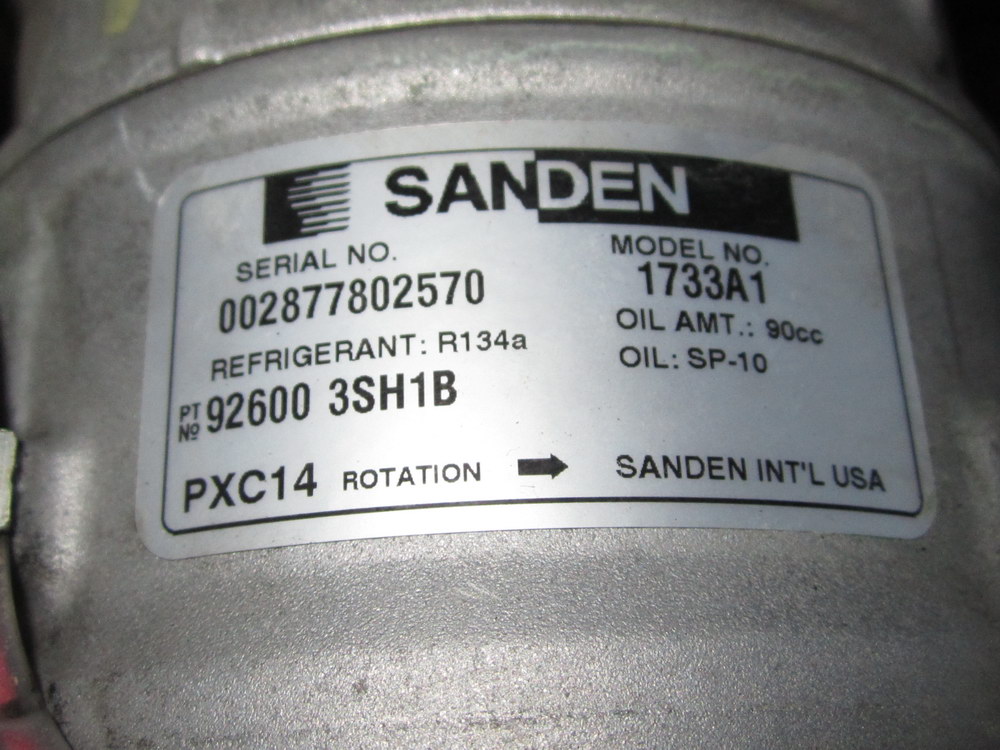 SANDEN
SERIAL NO.
002877802570
MODEL NO.
1733A1
REFRIGERANT: R134a
OIL AMT.: 90cc
OIL: SP-10
PT Nº 92600 3SH1B
PXC14 ROTATION ➡ SANDEN INT'L USA